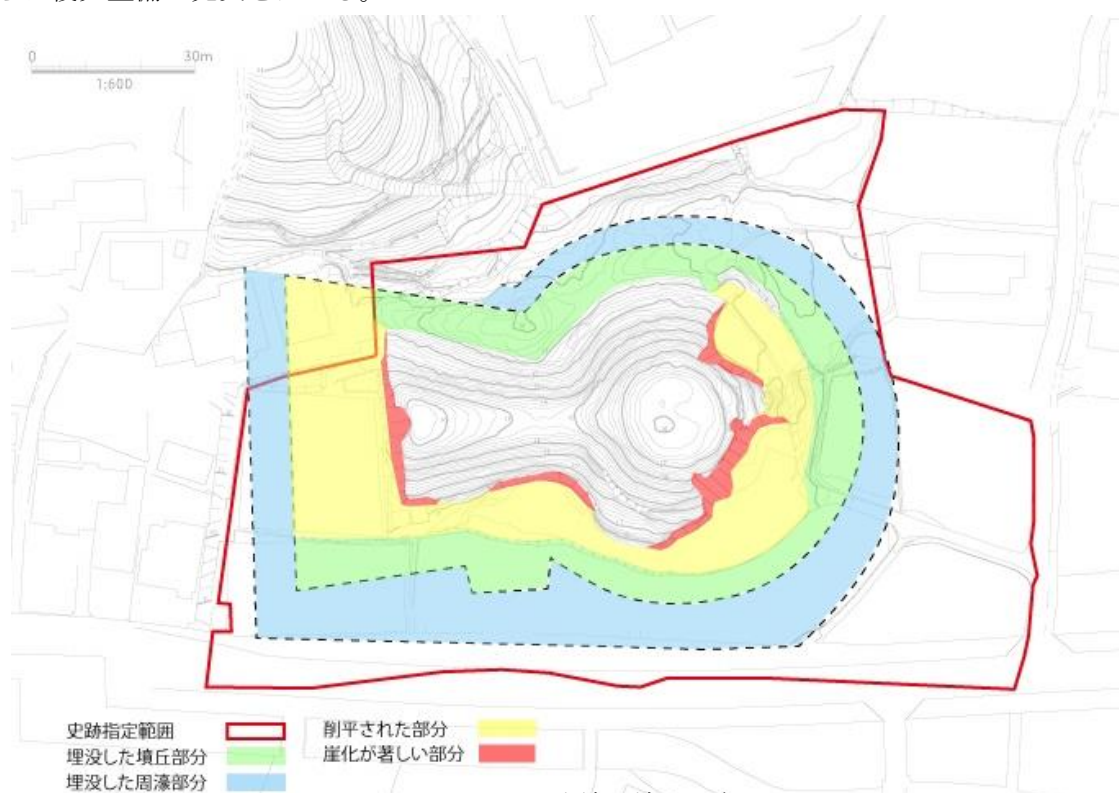 0 30m
1:600
史跡指定範囲
埋没した墳丘部分
埋没した周濠部分
削平された部分
崖化が著しい部分